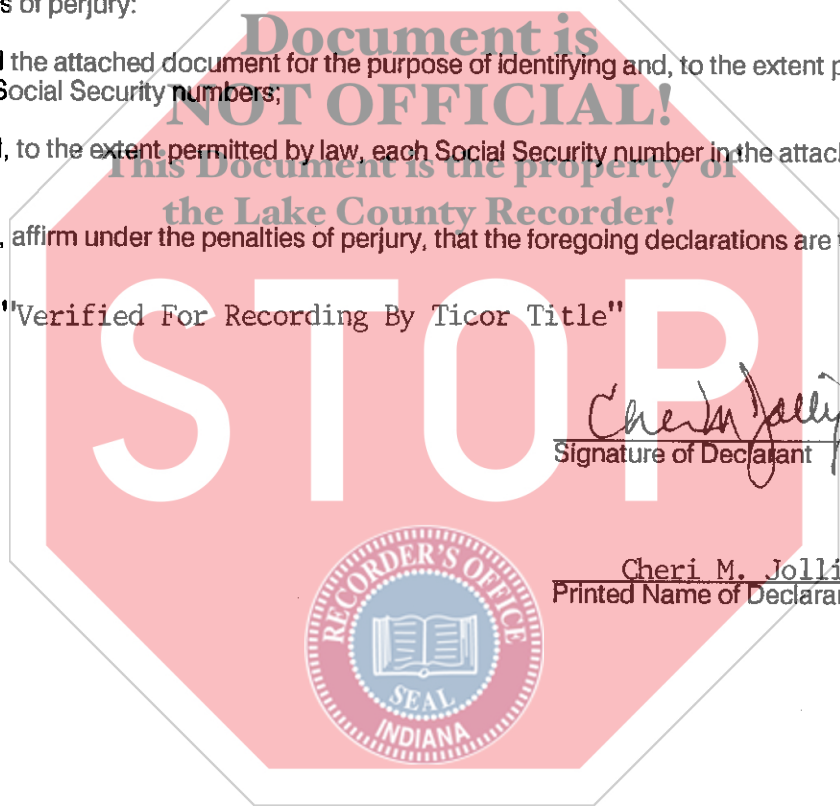 s of perjury:
Document is
the attached document for the purpose of identifying and, to the extent p
Social Security numbers;
NOT OFFICIAL!
, to the extent permitted by law, each Social Security number in the attach
This Document is the property of
the Lake County Recorder!
, affirm under the penalties of perjury, that the foregoing declarations are
STOP
"Verified For Recording By Ticor Title"
Cheri M Jolli
Signature of Declarant
Cheri M. Jolli
Printed Name of Declaran
RECORDER'S OFFICE
SEAL
INDIANA